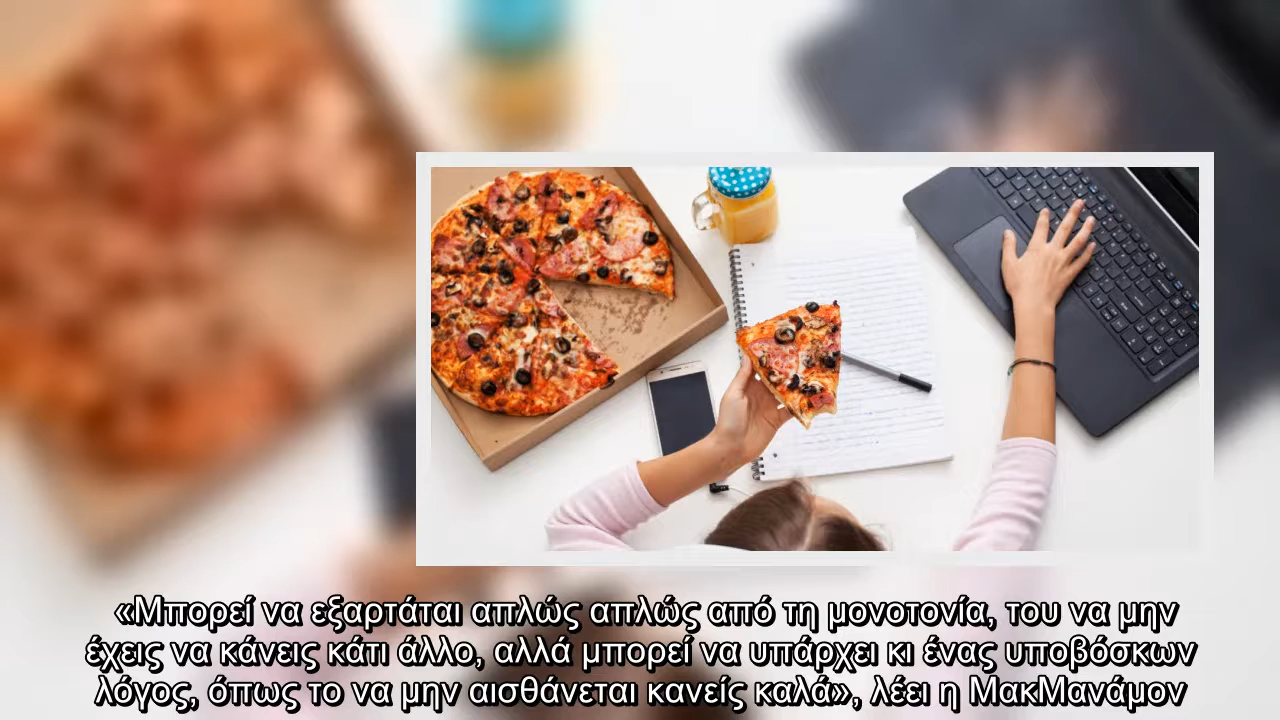 «Μπορεί να εξαρτάται απλώς απλώς από τη μονοτονία, του να μην
έχεις να κάνεις κάτι άλλο, αλλά μπορεί να υπάρχει κι ένας υποβόσκων
λόγος, όπως το να μην αισθάνεται κανείς καλά», λέει η ΜακΜανάμον